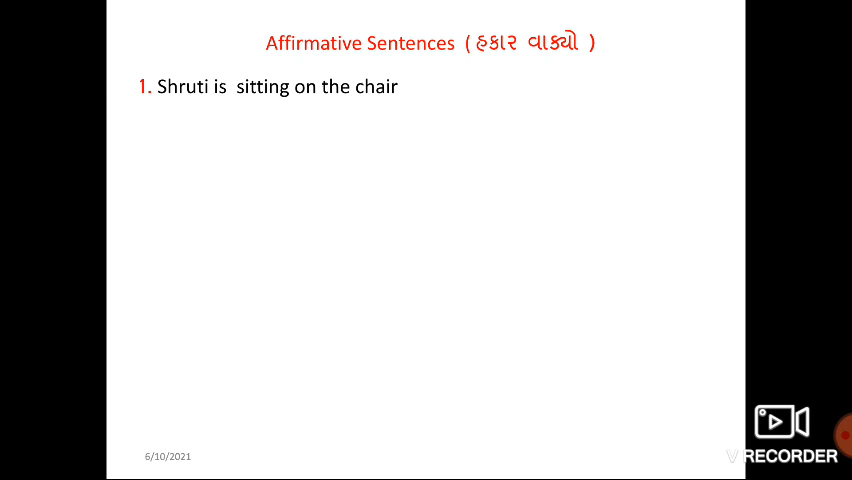 Affirmative Sentences ( હકાર વાક્યો )
1. Shruti is  sitting on the chair
6/10/2021
V RECORDER